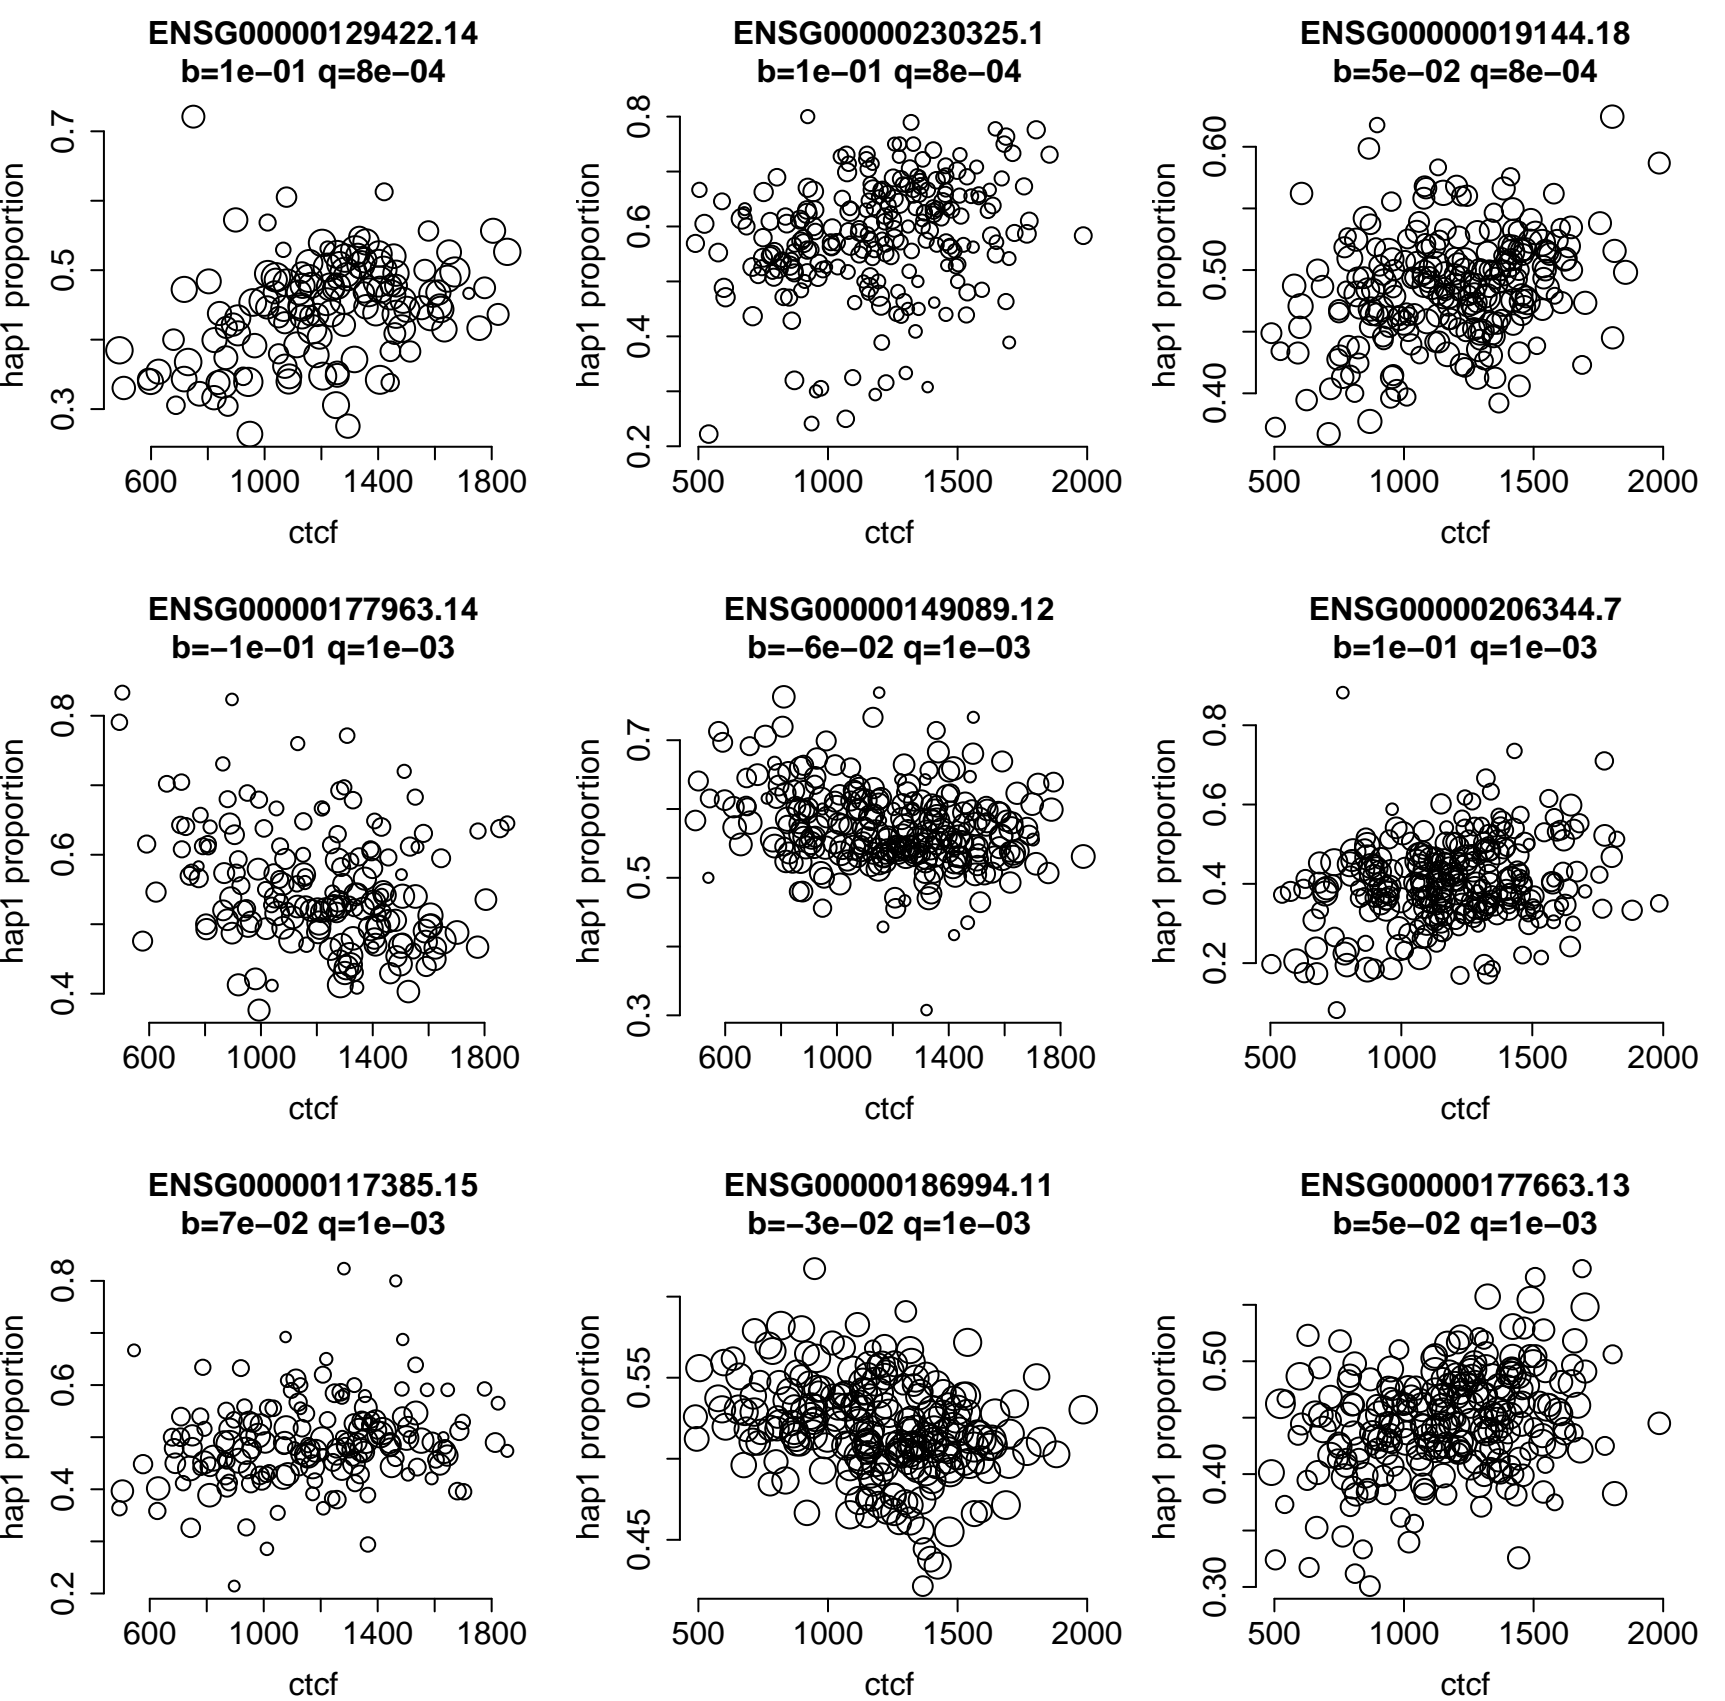 ENSG00000129422.14
b=1e−01 q=8e−04
hap1 proportion
0.7
0.5
0.3
600 1000 1400 1800
ctcf
ENSG00000230325.1
b=1e−01 q=8e−04
hap1 proportion
0.8
0.6
0.4
0.2
500 1000 1500 2000
ctcf
ENSG00000019144.18
b=5e−02 q=8e−04
hap1 proportion
0.60
0.50
0.40
500 1000 1500 2000
ctcf
ENSG00000177963.14
b=−1e−01 q=1e−03
hap1 proportion
0.8
0.6
0.4
600 1000 1400 1800
ctcf
ENSG00000149089.12
b=−6e−02 q=1e−03
hap1 proportion
0.7
0.5
0.3
600 1000 1400 1800
ctcf
ENSG00000206344.7
b=1e−01 q=1e−03
hap1 proportion
0.8
0.6
0.4
0.2
500 1000 1500 2000
ctcf
ENSG00000117385.15
b=7e−02 q=1e−03
hap1 proportion
0.8
0.6
0.4
0.2
600 1000 1400 1800
ctcf
ENSG00000186994.11
b=−3e−02 q=1e−03
hap1 proportion
0.55
0.45
500 1000 1500 2000
ctcf
ENSG00000177663.13
b=5e−02 q=1e−03
hap1 proportion
0.50
0.40
0.30
500 1000 1500 2000
ctcf